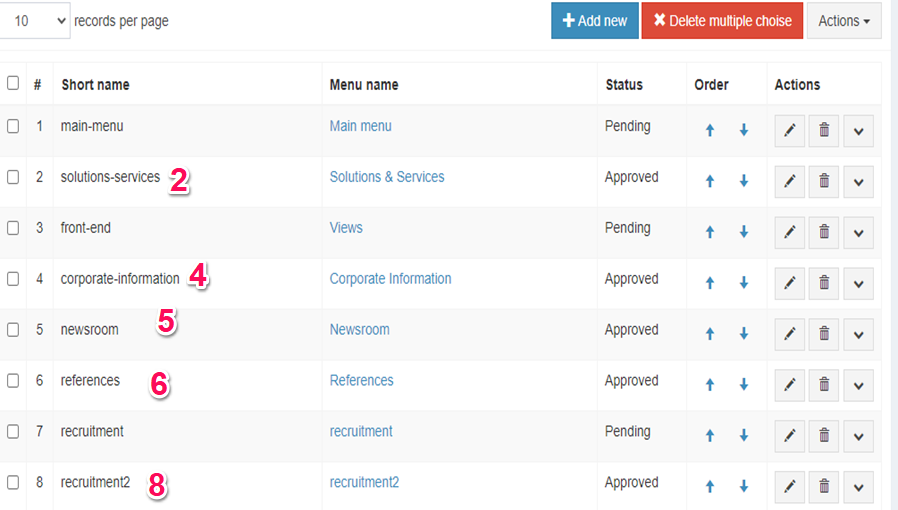 10 records per page Add new Delete multiple choise Actions
# Short name Menu name Status Order Actions
1 main-menu Main menu Pending
2 solutions-services 2 Solutions & Services Approved
3 front-end Views Pending
4 corporate-information 4 Corporate Information Approved
5 newsroom 5 Newsroom Approved
6 references 6 References Approved
7 recruitment recruitment Pending
8 recruitment2 8 recruitment2 Approved